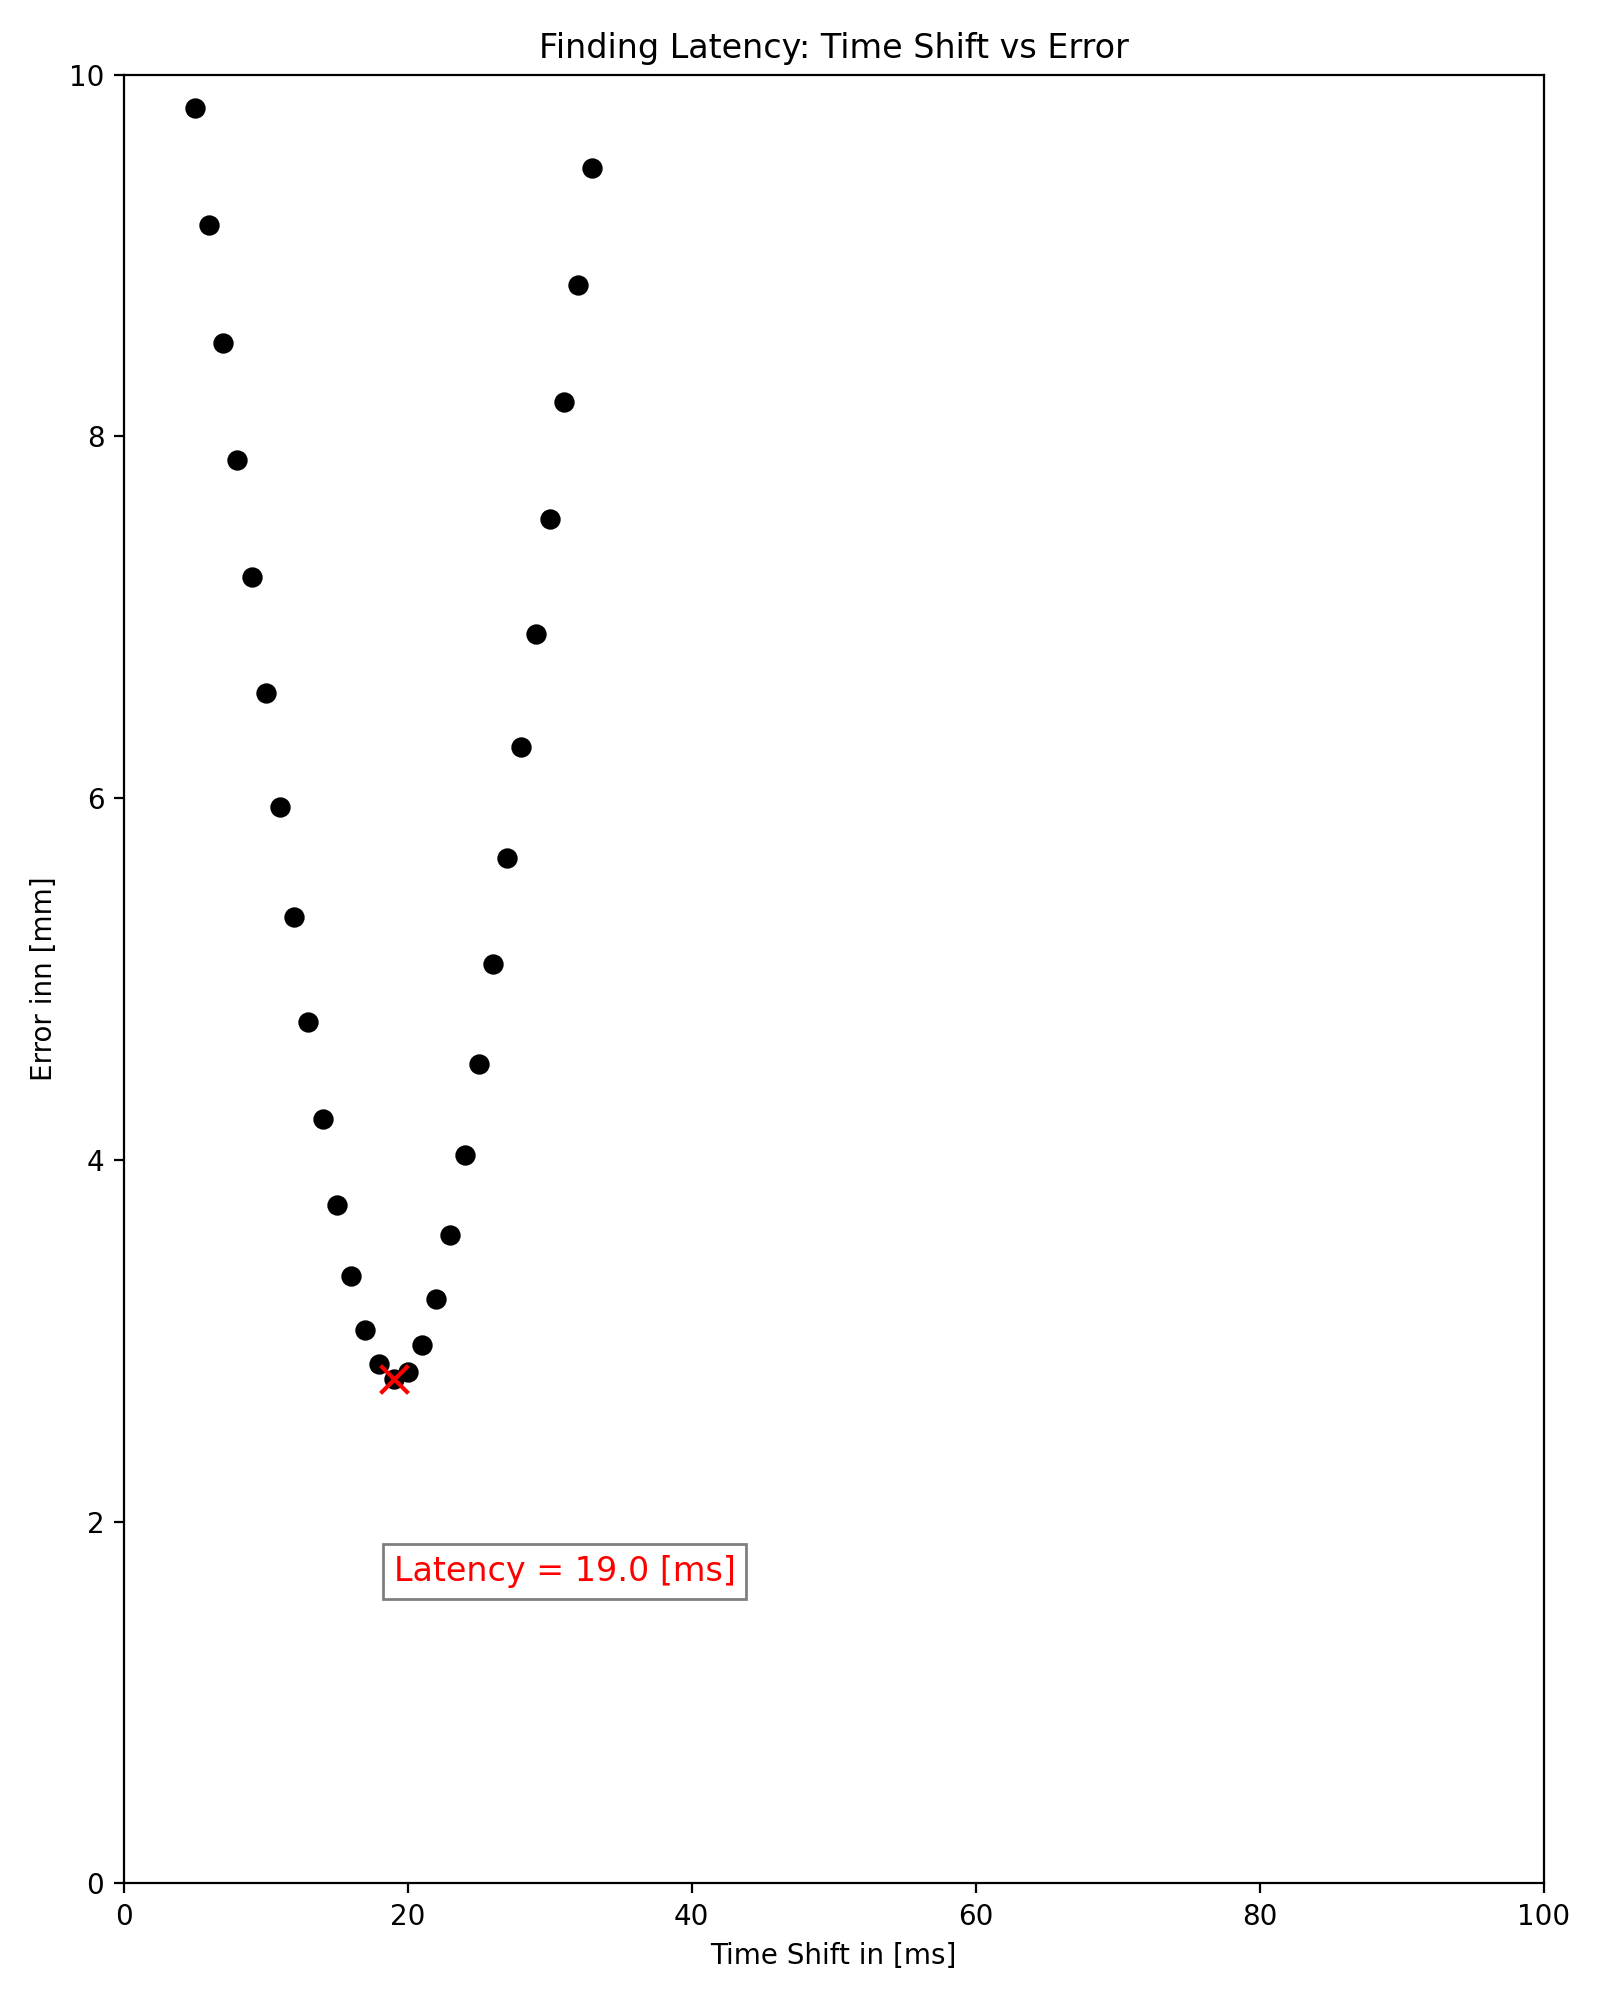 Finding Latency: Time Shift vs Error
10
8
6
4
2
0
Error inn [mm]
Latency = 19.0 [ms]
0 20 40 60 80 100
Time Shift in [ms]